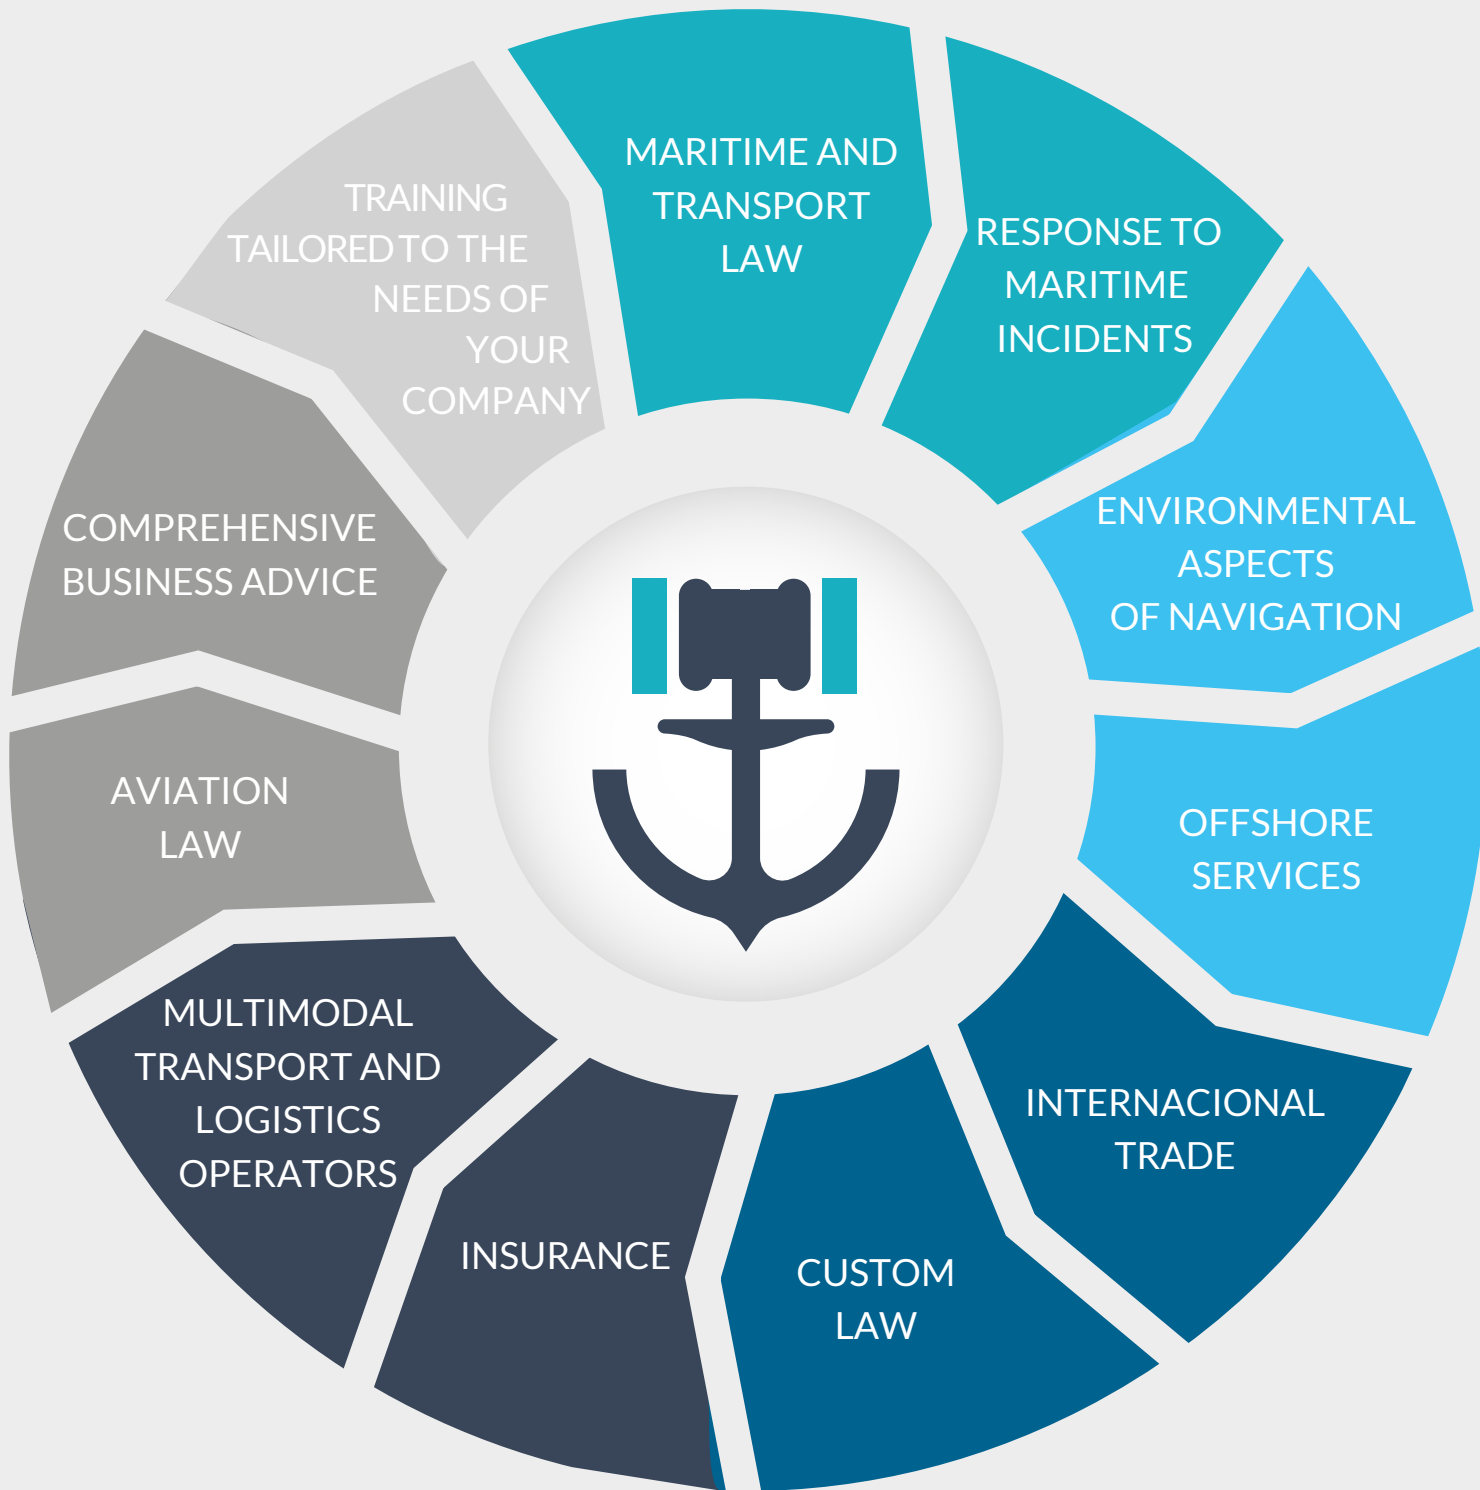 MARITIME AND
TRANSPORT
LAW
RESPONSE TO
MARITIME
INCIDENTS
ENVIRONMENTAL
ASPECTS
OF NAVIGATION
OFFSHORE
SERVICES
INTERNACIONAL
TRADE
CUSTOM
LAW
INSURANCE
MULTIMODAL
TRANSPORT AND
LOGISTICS
OPERATORS
AVIATION
LAW
COMPREHENSIVE
BUSINESS ADVICE
TRAINING
TAILORED TO THE
NEEDS OF
YOUR
COMPANY